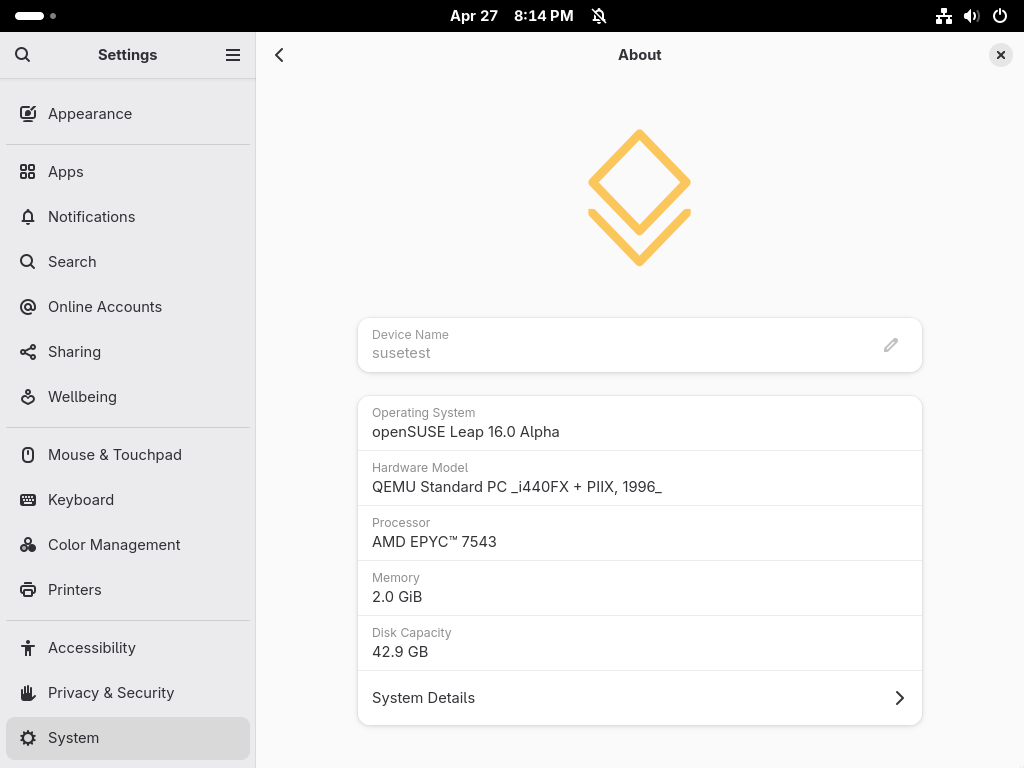 Apr 27 8:14 PM
Settings
About
Appearance
Apps
Notifications
Search
Online Accounts
Sharing
Wellbeing
Mouse & Touchpad
Keyboard
Color Management
Printers
Accessibility
Privacy & Security
System
Device Name
susetest
Operating System
openSUSE Leap 16.0 Alpha
Hardware Model
QEMU Standard PC _i440FX + PIIX, 1996_
Processor
AMD EPYC™ 7543
Memory
2.0 GiB
Disk Capacity
42.9 GB
System Details